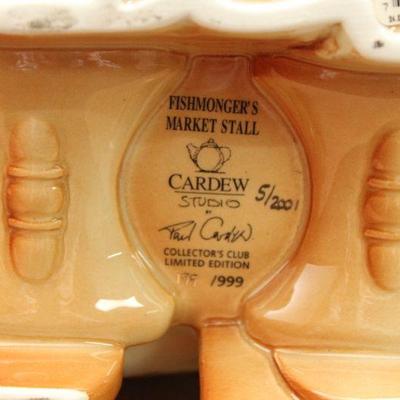 FISHMONGER'S
MARKET STALL
CARDEW
STUDIO 5/2001
BY
Paul Cardew
COLLECTOR'S CLUB
LIMITED EDITION
/999